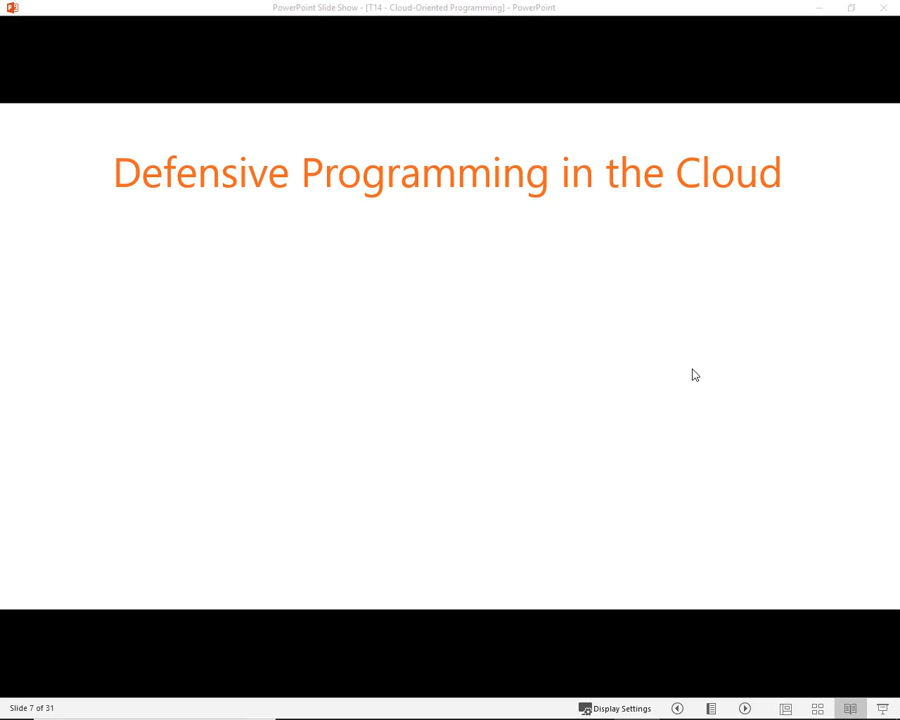 PowerPoint Slide Show - [T14 - Cloud-Oriented Programming] - PowerPoint
Defensive Programming in the Cloud
Slide 7 of 31
Display Settings